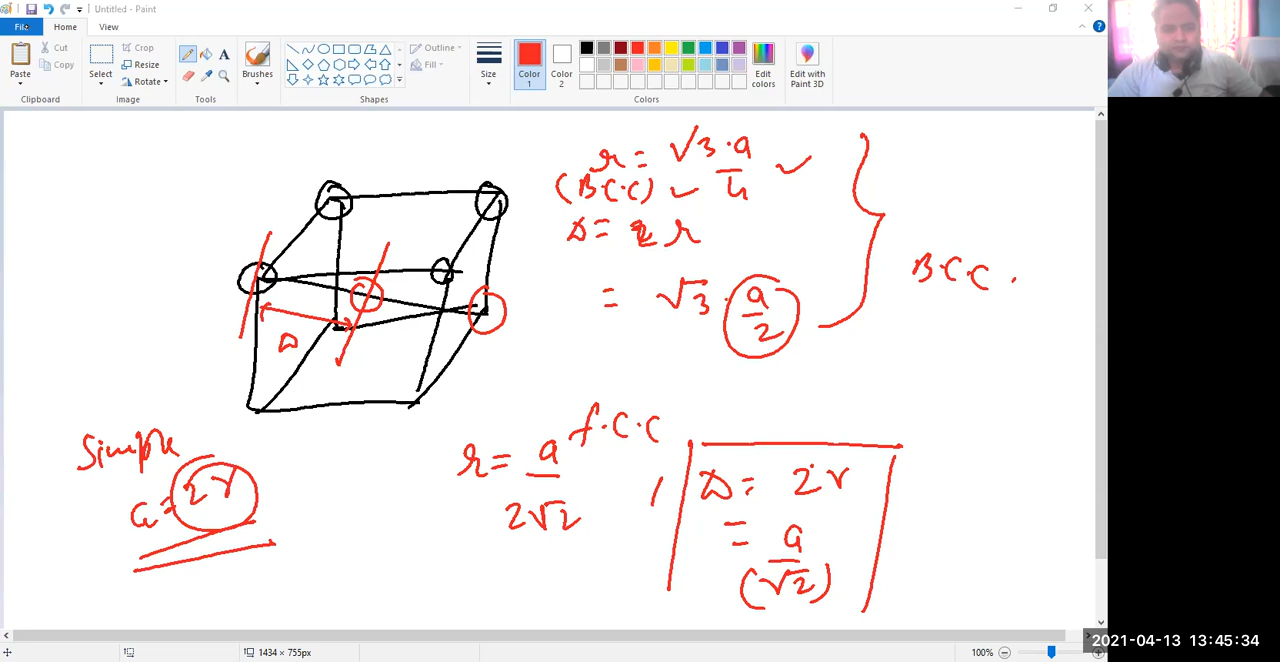 Untitled - Paint
File
Home
View
Paste
Cut
Copy
Clipboard
Select
Crop
Resize
Rotate
Image
A
Tools
Brushes
Outline
Fill
Shapes
Size
Color 1
Color 2
Edit colors
Colors
Edit with Paint 3D
r = √3·a / 4
(B.C.C)
D = 2 r
= √3 · a/2
B.C.C.
D
Simple
a = 2r
f.C.C
r = a / 2√2
D = 2r
= a / (√2)
1434 × 755px
100%
2021-04-13 13:45:34